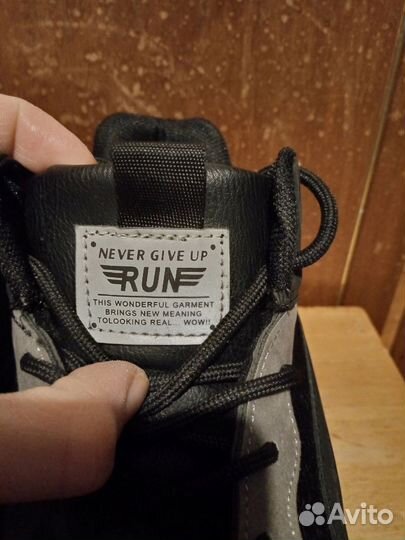 NEVER GIVE UP
RUN
THIS WONDERFUL GARMENT
BRINGS NEW MEANING
TOLOOKING REAL... WOW!!
Avito